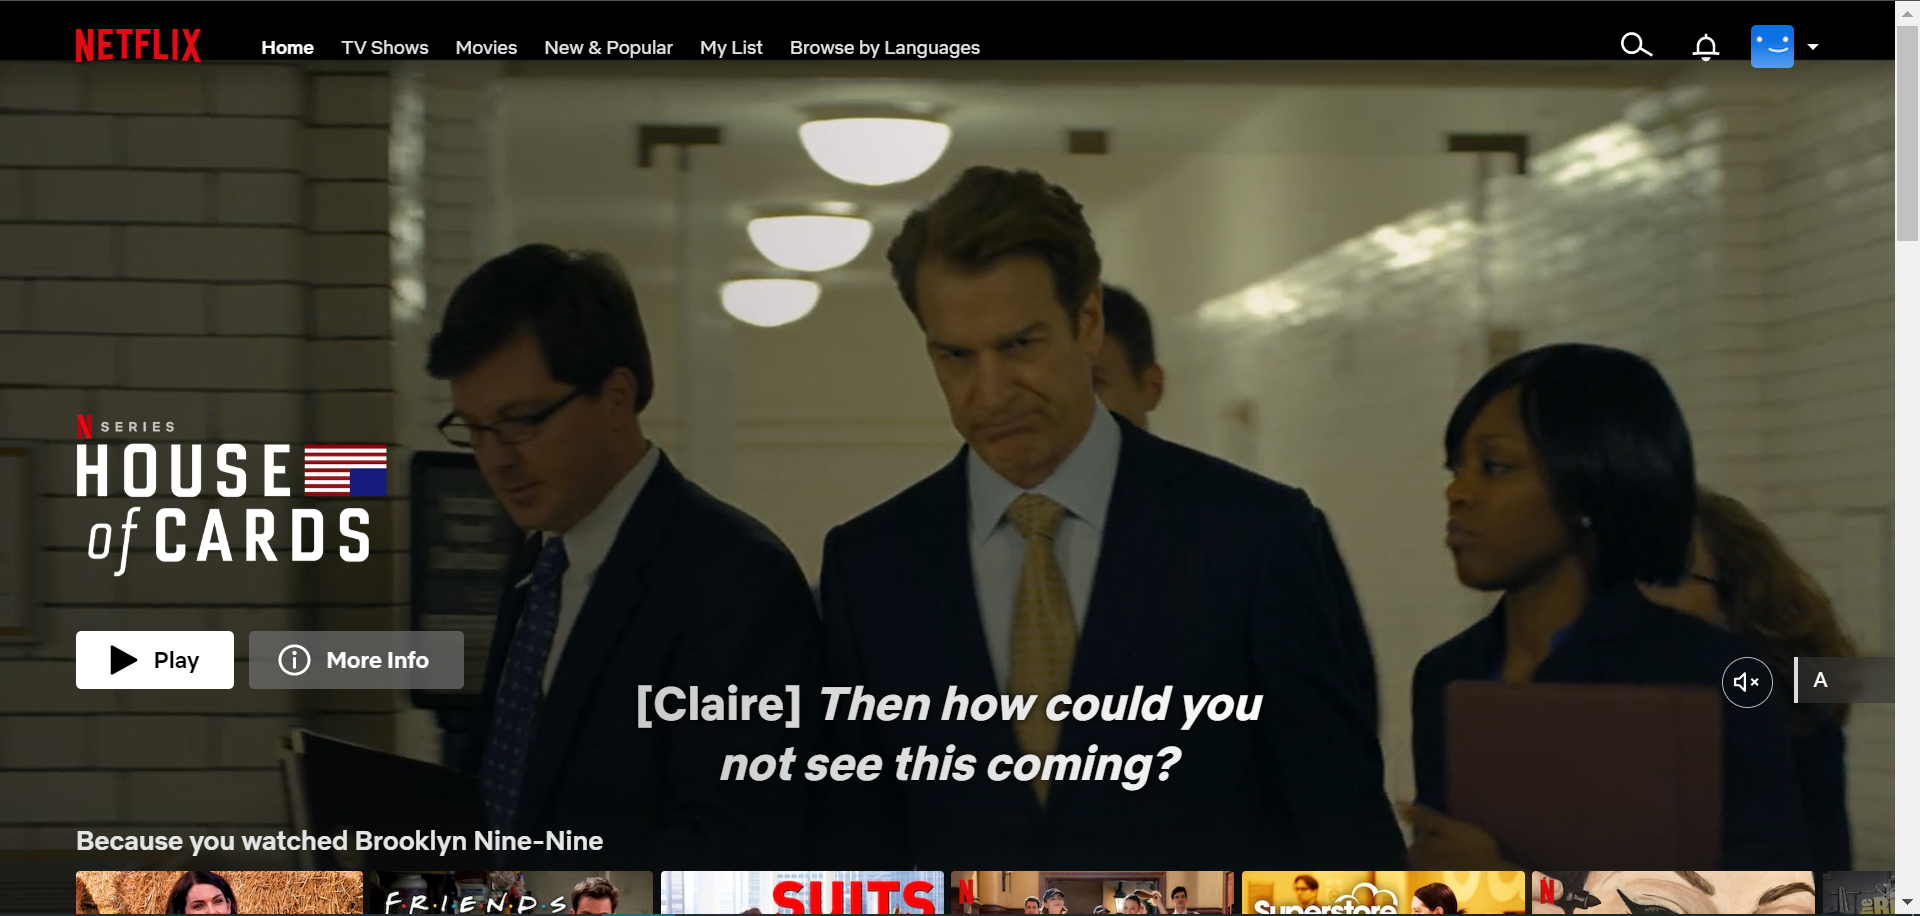 NETFLIX Home TV Shows Movies New & Popular My List Browse by Languages
N SERIES
HOUSE
of CARDS
Play More Info
A
[Claire] Then how could you
not see this coming?
Because you watched Brooklyn Nine-Nine
F·R·I·E·N·D·S SUITS N Superstore N